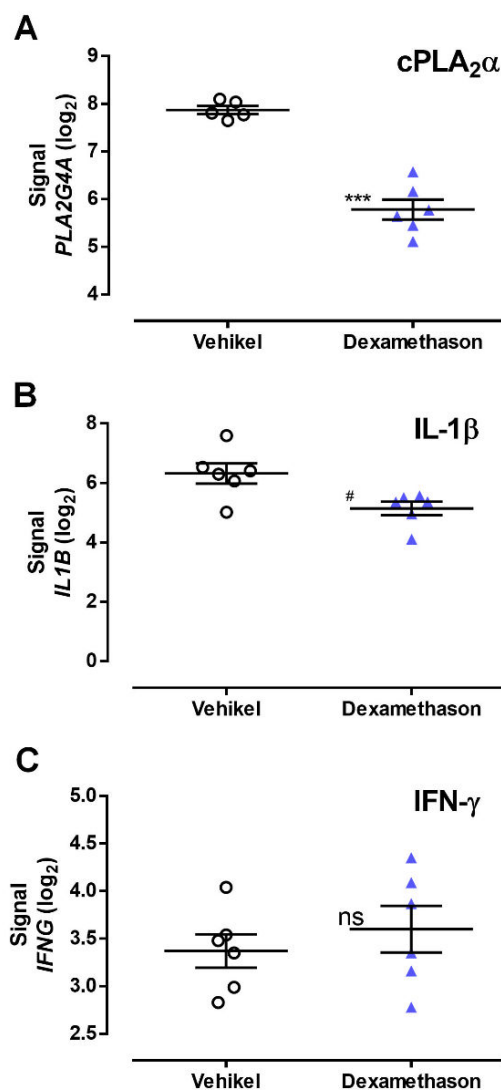 A
cPLA₂α
Signal
PLA2G4A (log₂)
9
8
7
6
5
4
***
Vehikel Dexamethason
B
IL-1β
Signal
IL1B (log₂)
8
6
4
2
0
#
Vehikel Dexamethason
C
IFN-γ
Signal
IFNG (log₂)
5.0
4.5
4.0
3.5
3.0
2.5
ns
Vehikel Dexamethason